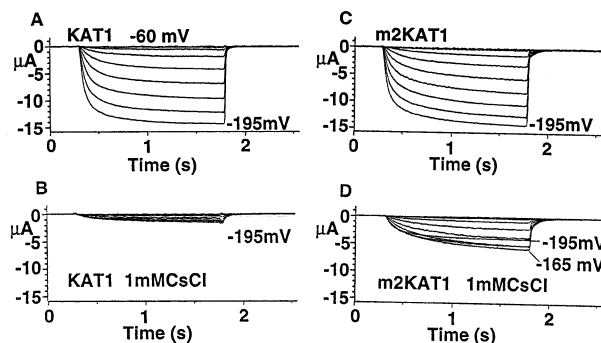 A
KAT1 -60 mV
0
μA
-5
-10
-15
-195mV
0 1 2
Time (s)
C
m2KAT1
0
μA
-5
-10
-15
-195mV
0 1 2
Time (s)
B
0
μA
-5
-10
-15
-195mV
KAT1 1mMCsCl
0 1 2
Time (s)
D
0
μA
-5
-10
-15
-195mV
-165 mV
m2KAT1 1mMCsCl
0 1 2
Time (s)